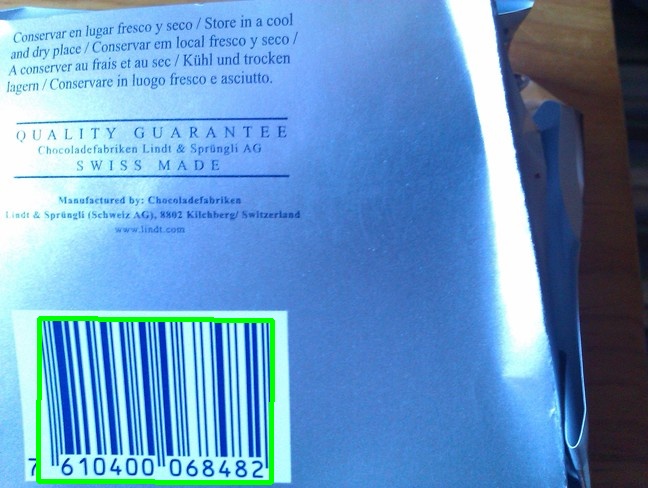 Conservar en lugar fresco y seco / Store in a cool
and dry place / Conservar em local fresco y seco /
A conserver au frais et au sec / Kühl und trocken
lagern / Conservare in luogo fresco e asciutto.
QUALITY GUARANTEE
Chocoladefabriken Lindt & Sprüngli AG
SWISS MADE
Manufactured by: Chocoladefabriken
Lindt & Sprüngli (Schweiz AG), 8802 Kilchberg/ Switzerland
www.lindt.com
7 610400 068482